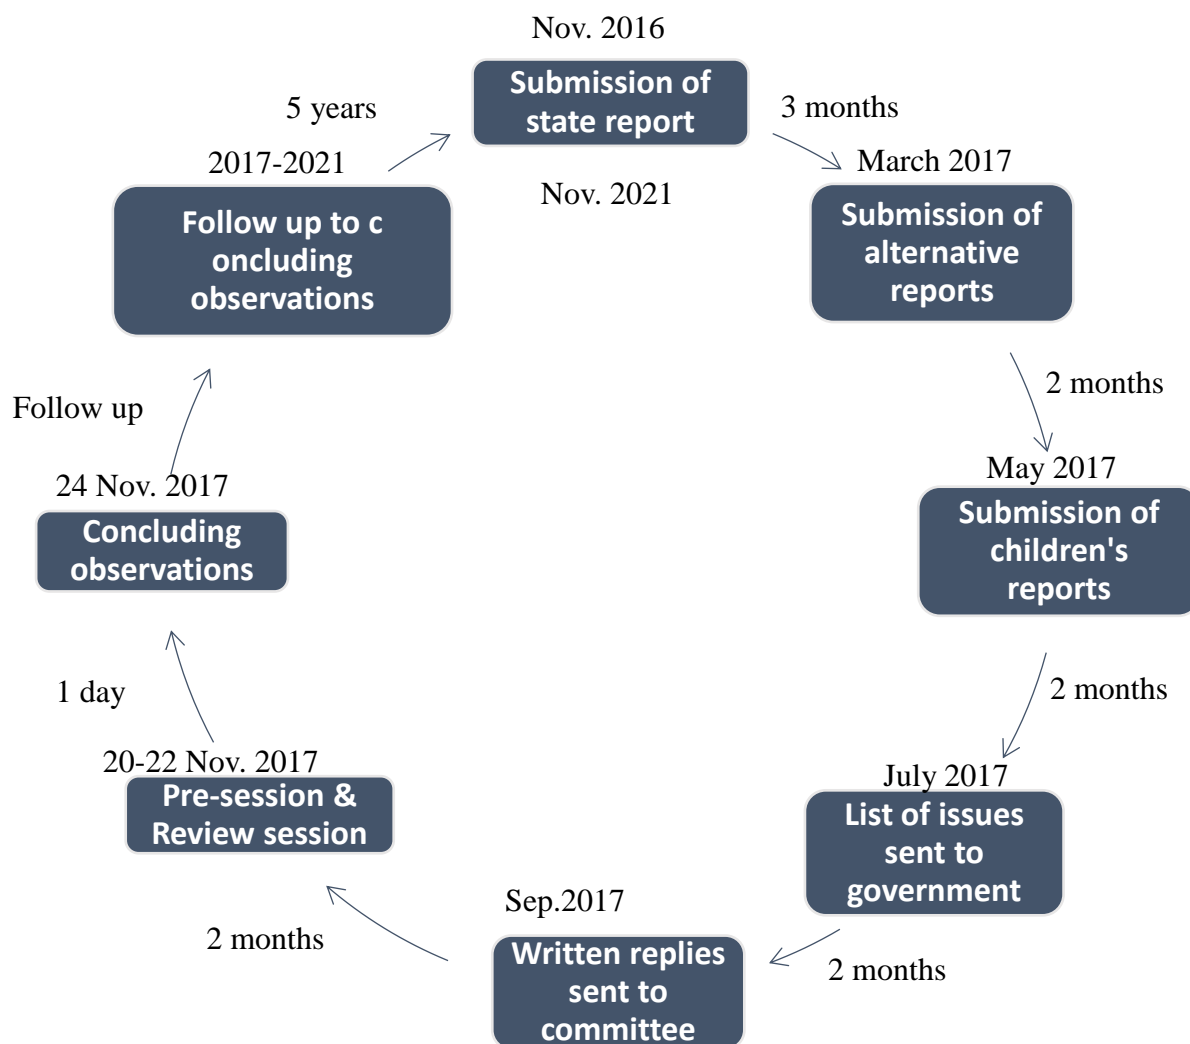 Nov. 2016
Submission of
state report
Nov. 2021
3 months
March 2017
Submission of
alternative
reports
2 months
May 2017
Submission of
children's
reports
2 months
July 2017
List of issues
sent to
government
2 months
Sep.2017
Written replies
sent to
committee
2 months
20-22 Nov. 2017
Pre-session &
Review session
1 day
24 Nov. 2017
Concluding
observations
Follow up
2017-2021
Follow up to c
oncluding
observations
5 years